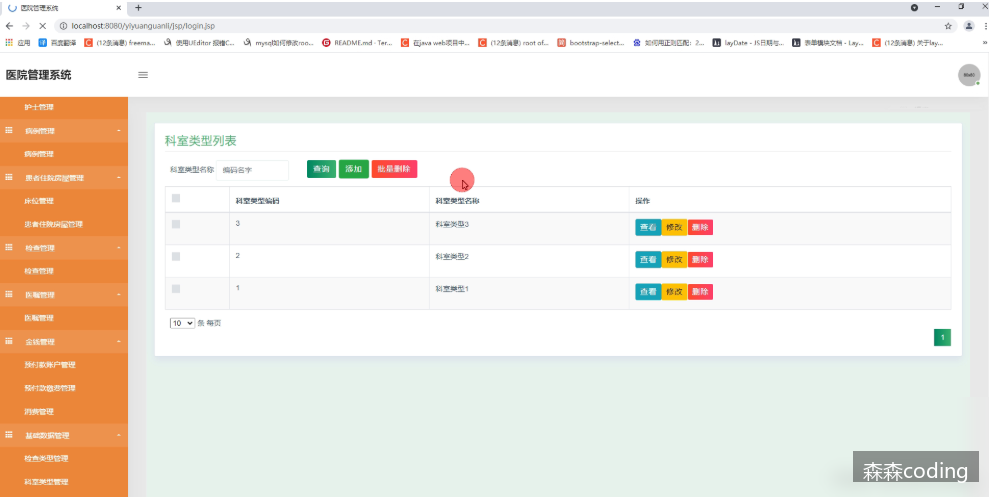 医院管理系统
localhost:8080/yiyuanguanli/jsp/login.jsp
应用 百度翻译 (12条消息) freema... 使用UEditor 报错C... mysql如何修改roo... README.md · Ter... 在java web项目中... (12条消息) root of... bootstrap-select... 如何用正则匹配：2... layDate - JS日期与... 表单模块文档 - Lay... (12条消息) 关于lay...
医院管理系统
护士管理
病例管理
病例管理
患者住院房屋管理
床位管理
患者住院房屋管理
检查管理
检查管理
医嘱管理
医嘱管理
金钱管理
预付款账户管理
预付款缴费管理
消费管理
基础数据管理
检查类型管理
科室类型管理
科室类型列表
科室类型名称 编码名字 查询 添加 批量删除
科室类型编码 科室类型名称 操作
3 科室类型3 查看 修改 删除
2 科室类型2 查看 修改 删除
1 科室类型1 查看 修改 删除
10 条 每页
1
森森coding